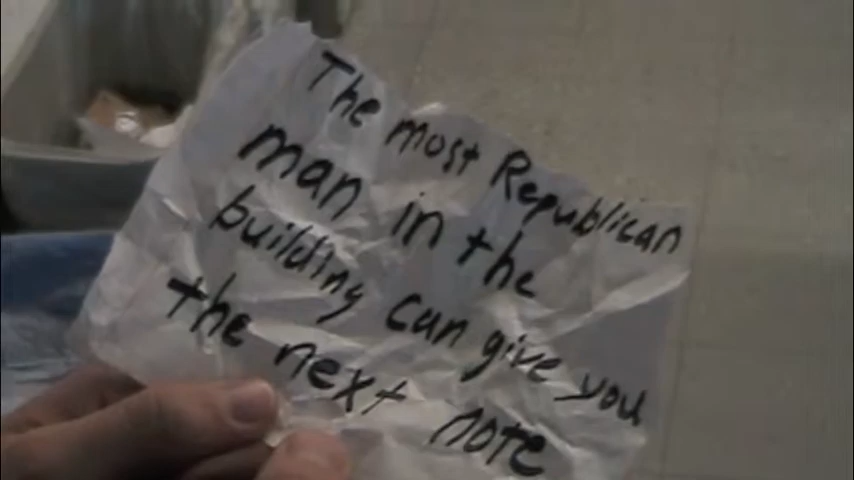 The most Republican
man in the
building can give you
the next note